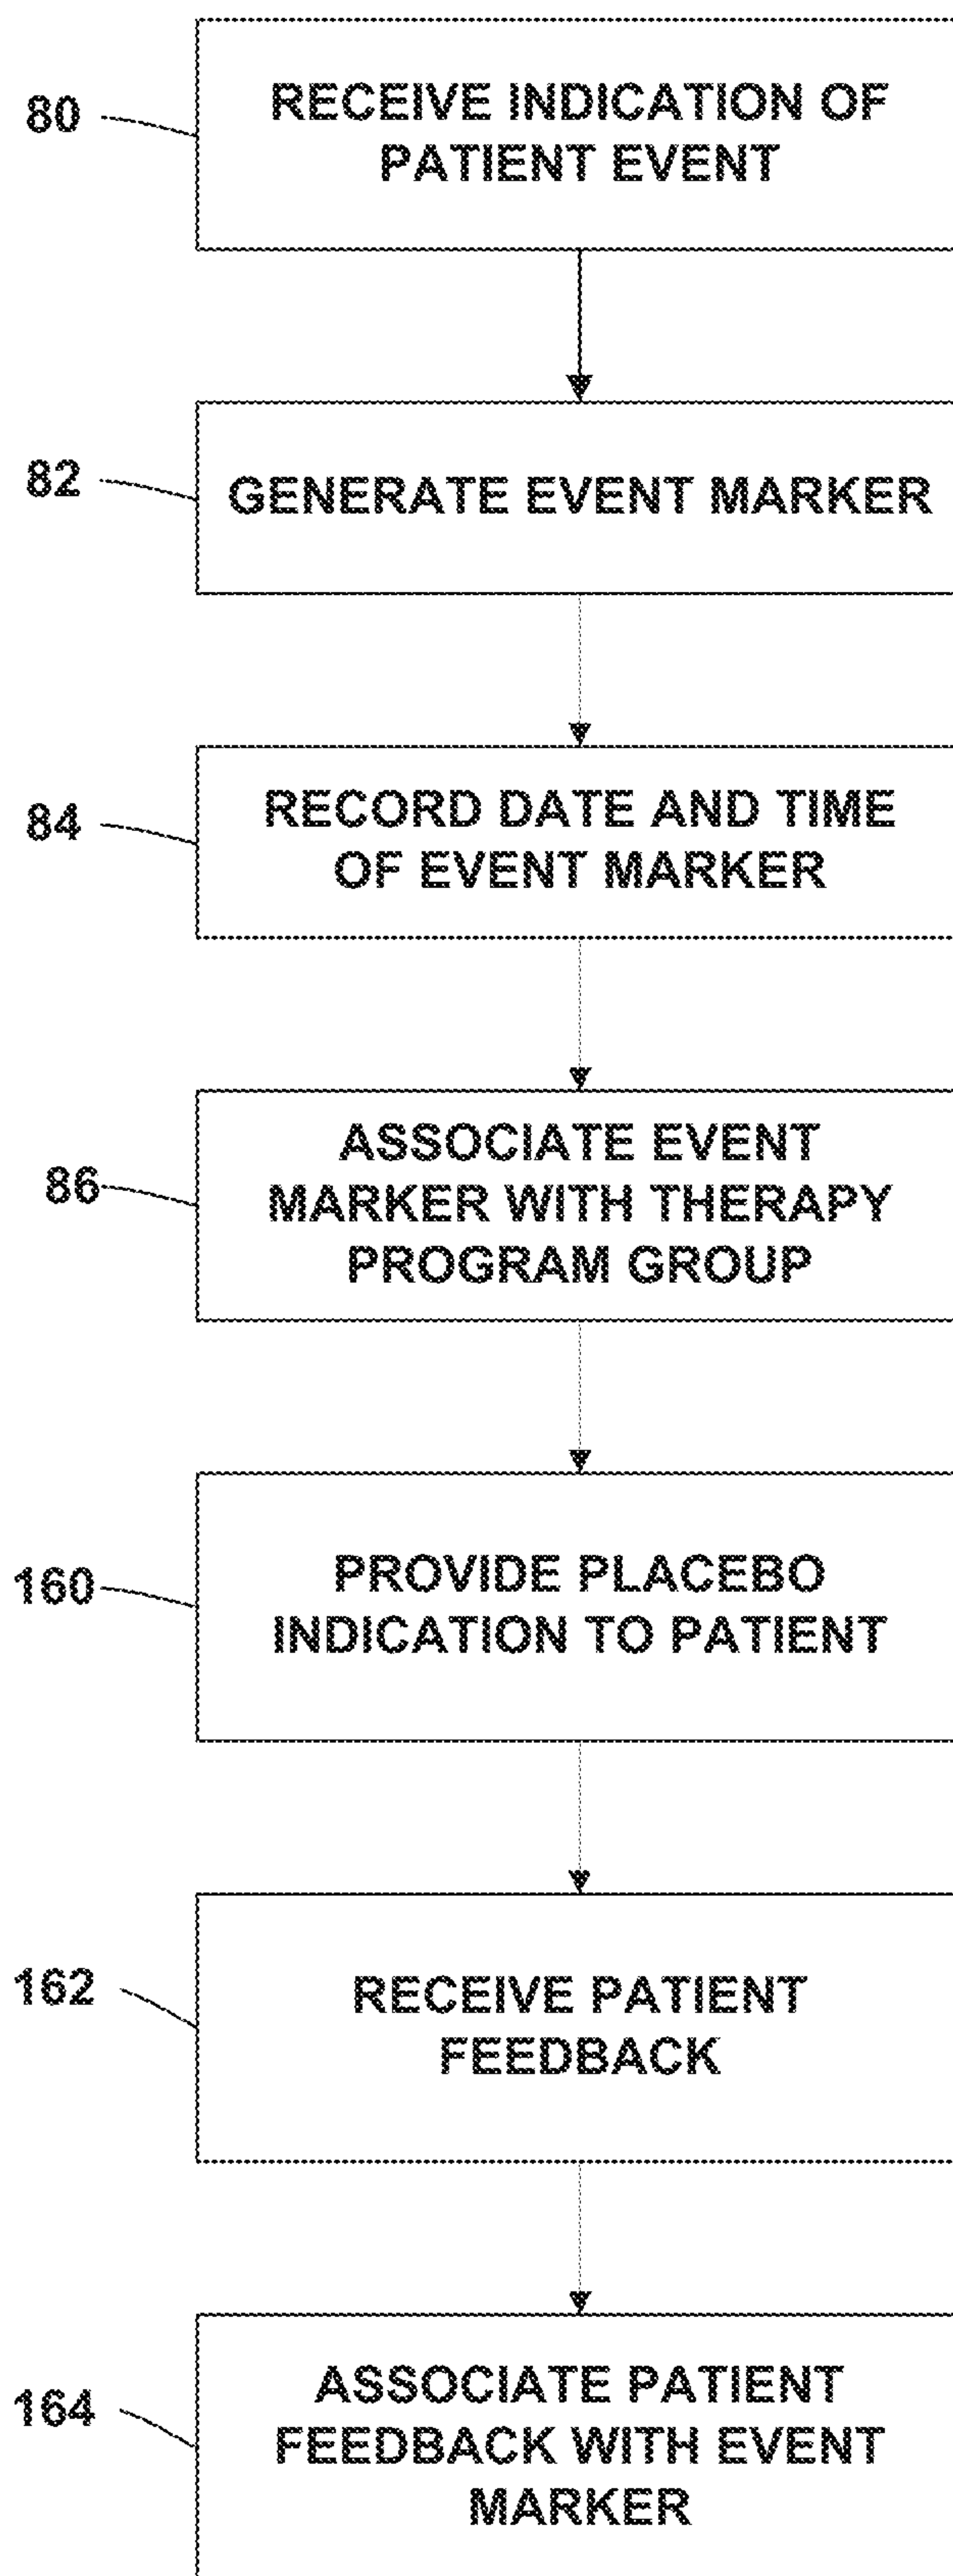 80
RECEIVE INDICATION OF
PATIENT EVENT
82
GENERATE EVENT MARKER
84
RECORD DATE AND TIME
OF EVENT MARKER
86
ASSOCIATE EVENT
MARKER WITH THERAPY
PROGRAM GROUP
160
PROVIDE PLACEBO
INDICATION TO PATIENT
162
RECEIVE PATIENT
FEEDBACK
164
ASSOCIATE PATIENT
FEEDBACK WITH EVENT
MARKER